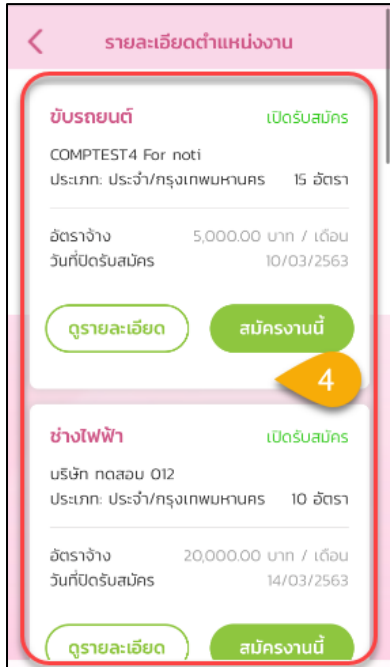 รายละเอียดตำแหน่งงาน
ขับรถยนต์ เปิดรับสมัคร
COMPTEST4 For noti
ประเภท: ประจำ/กรุงเทพมหานคร 15 อัตรา
อัตราจ้าง 5,000.00 บาท / เดือน
วันที่ปิดรับสมัคร 10/03/2563
ดูรายละเอียด สมัครงานนี้
4
ช่างไฟฟ้า เปิดรับสมัคร
บริษัท ทดสอบ 012
ประเภท: ประจำ/กรุงเทพมหานคร 10 อัตรา
อัตราจ้าง 20,000.00 บาท / เดือน
วันที่ปิดรับสมัคร 14/03/2563
ดูรายละเอียด สมัครงานนี้